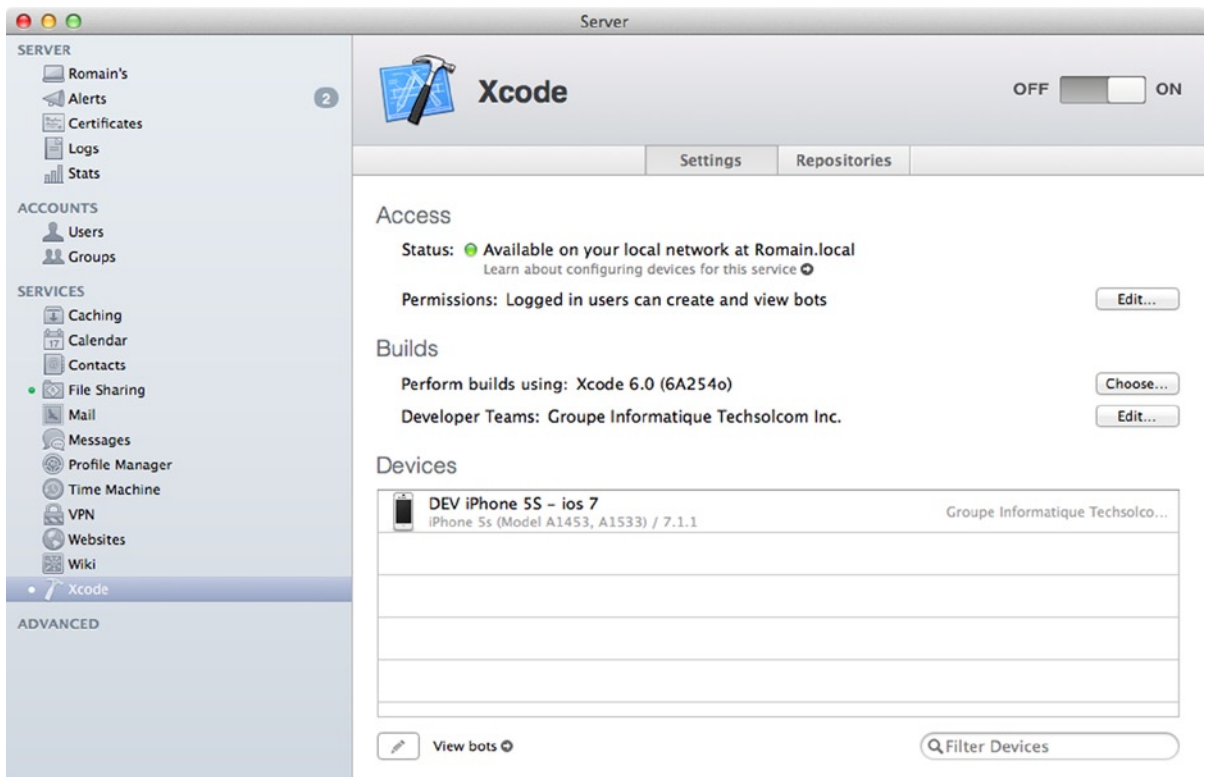 Server
SERVER
Romain's
Alerts 2
Certificates
Logs
Stats
ACCOUNTS
Users
Groups
SERVICES
Caching
17 Calendar
Contacts
File Sharing
Mail
Messages
Profile Manager
Time Machine
VPN
Websites
Wiki
Xcode
ADVANCED
Xcode OFF ON
Settings Repositories
Access
Status: Available on your local network at Romain.local
Learn about configuring devices for this service
Permissions: Logged in users can create and view bots Edit...
Builds
Perform builds using: Xcode 6.0 (6A254o) Choose...
Developer Teams: Groupe Informatique Techsolcom Inc. Edit...
Devices
DEV iPhone 5S – ios 7
iPhone 5s (Model A1453, A1533) / 7.1.1 Groupe Informatique Techsolco...
View bots Filter Devices